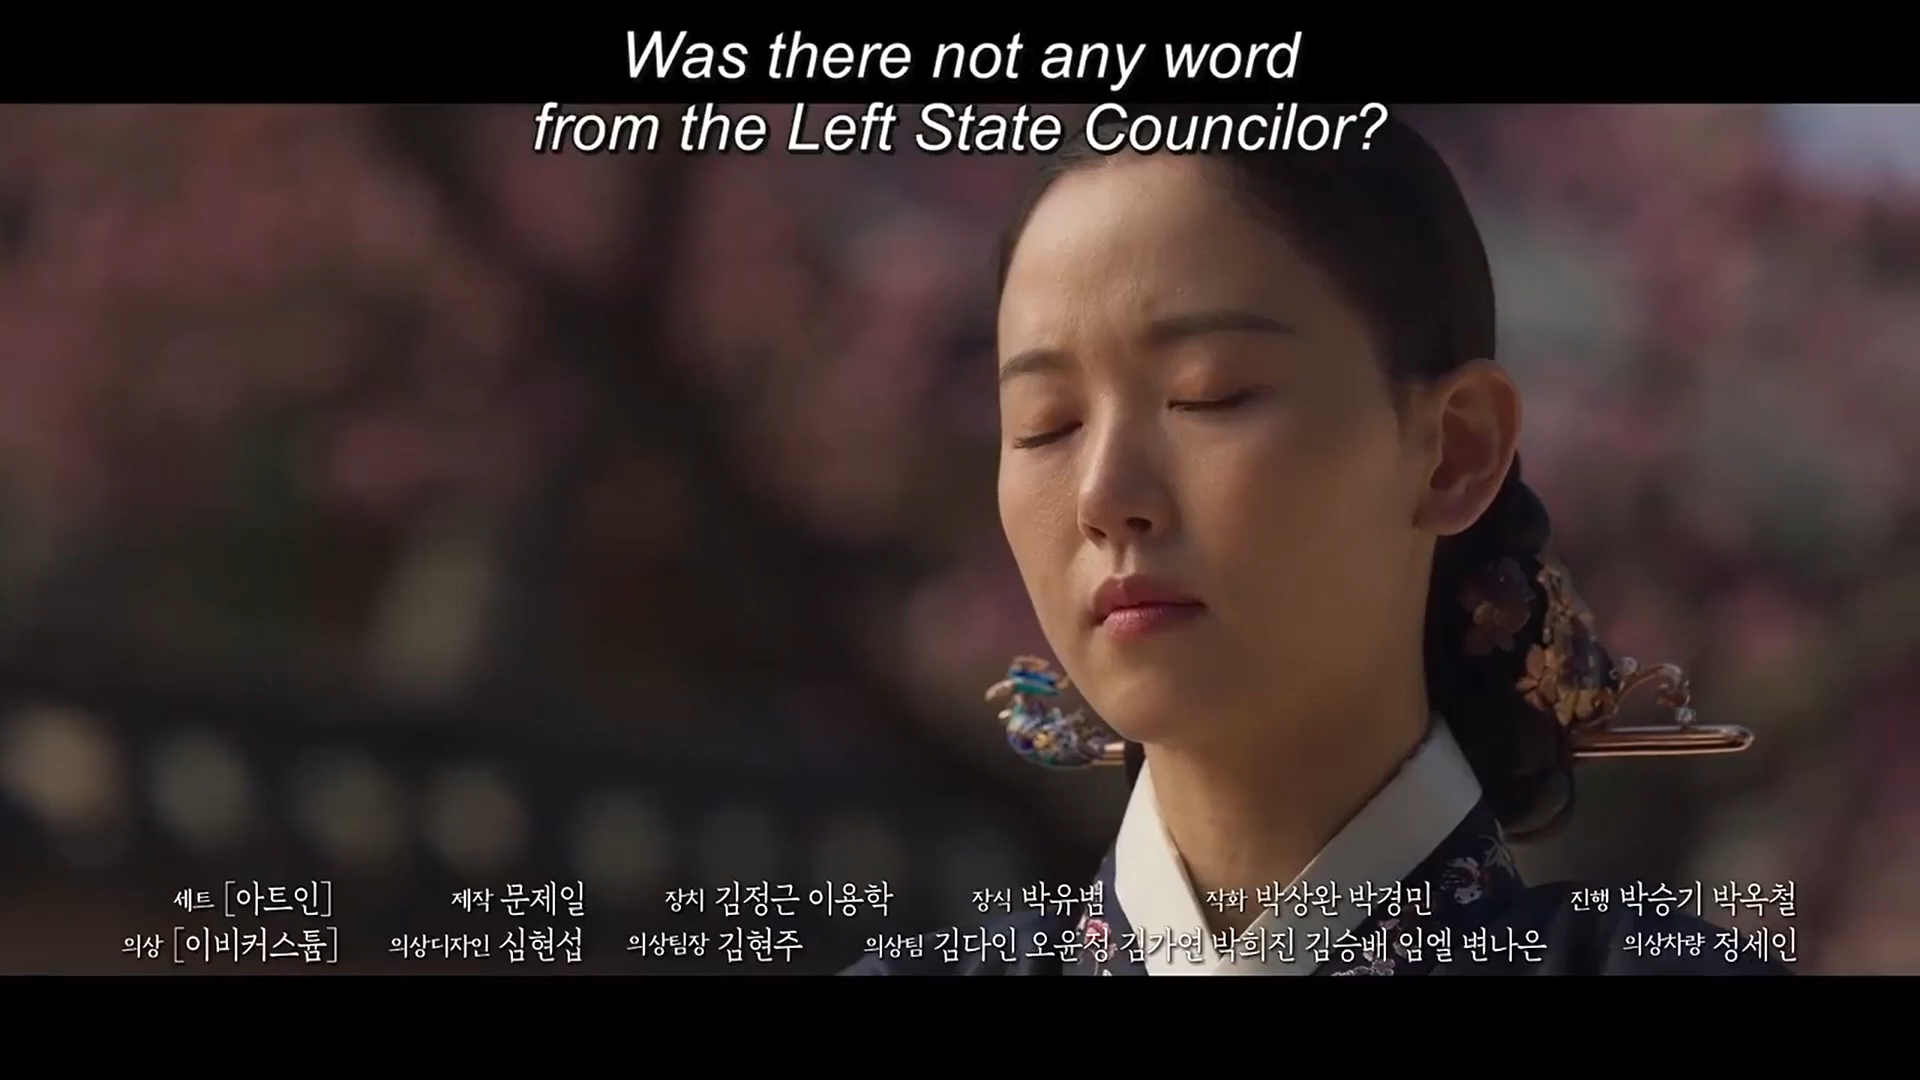 Was there not any word
from the Left State Councilor?
세트 [아트인] 제작 문제일 장치 김정근 이용학 장식 박유범 작화 박상완 박경민 진행 박승기 박옥철
의상 [이비커스튬] 의상디자인 심현섭 의상팀장 김현주 의상팀 김다인 오윤정 김가연 박희진 김승배 임엘 변나은 의상차량 정세인